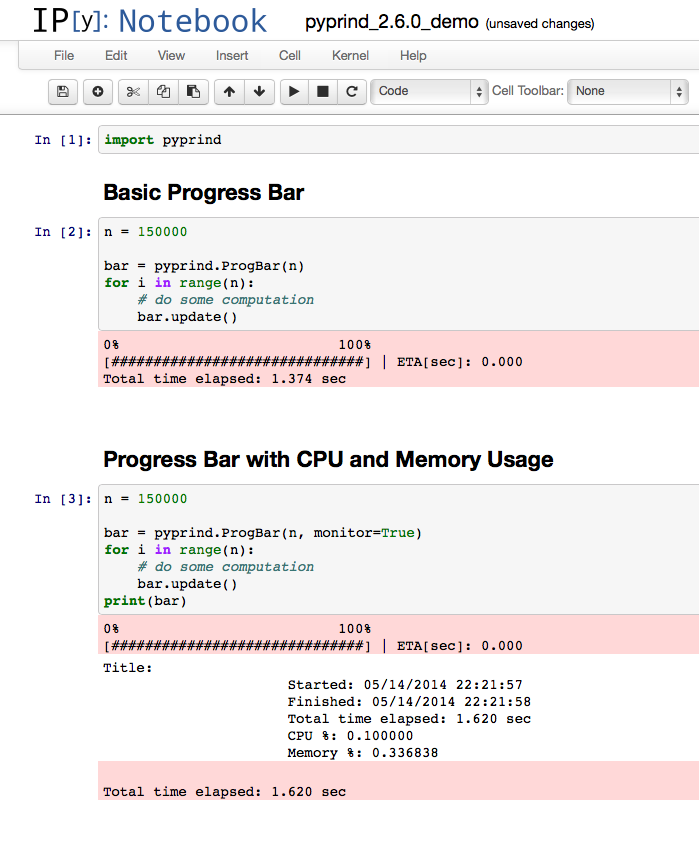 IP[y]: Notebook pyprind_2.6.0_demo (unsaved changes)
File Edit View Insert Cell Kernel Help
Code Cell Toolbar: None
In [1]: import pyprind
Basic Progress Bar
In [2]: n = 150000
bar = pyprind.ProgBar(n)
for i in range(n):
    # do some computation
    bar.update()
0% 100%
[##############################] | ETA[sec]: 0.000
Total time elapsed: 1.374 sec
Progress Bar with CPU and Memory Usage
In [3]: n = 150000
bar = pyprind.ProgBar(n, monitor=True)
for i in range(n):
    # do some computation
    bar.update()
print(bar)
0% 100%
[##############################] | ETA[sec]: 0.000
Title:
Started: 05/14/2014 22:21:57
Finished: 05/14/2014 22:21:58
Total time elapsed: 1.620 sec
CPU %: 0.100000
Memory %: 0.336838
Total time elapsed: 1.620 sec